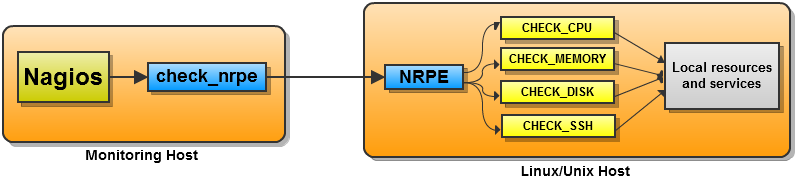 Nagios
check_nrpe
Monitoring Host
NRPE
CHECK_CPU
CHECK_MEMORY
CHECK_DISK
CHECK_SSH
Local resources
and services
Linux/Unix Host